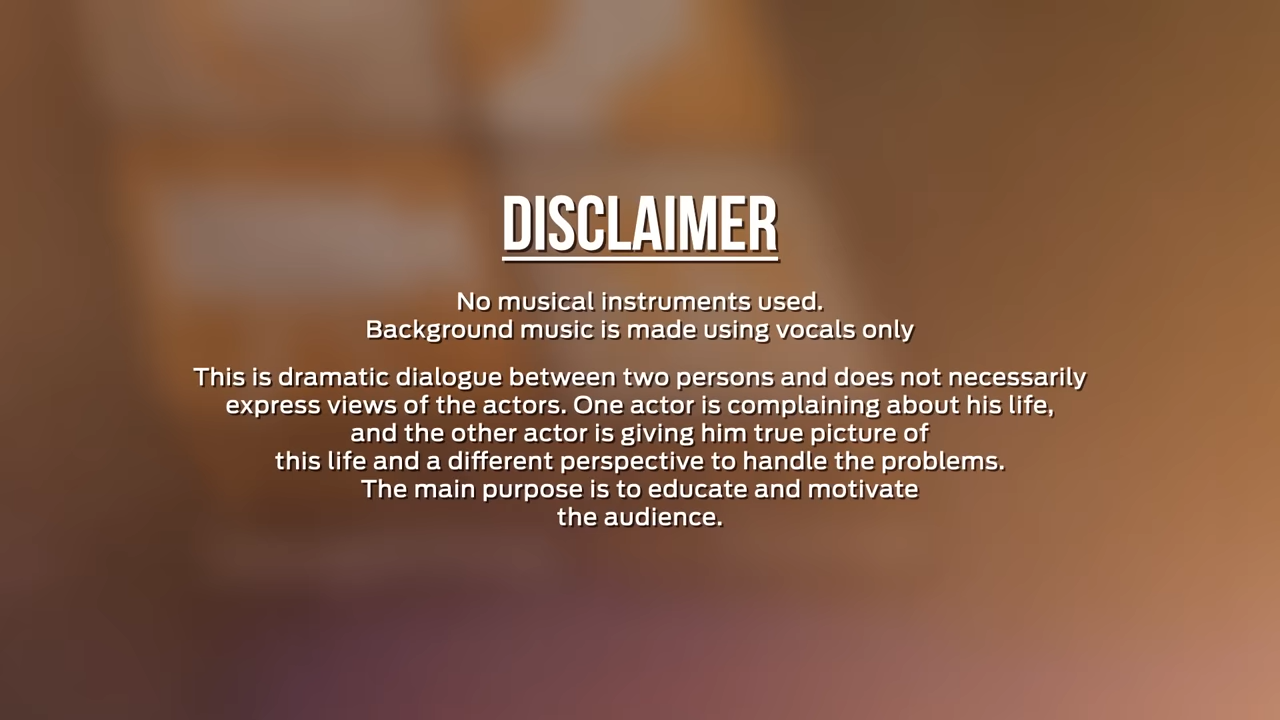 DISCLAIMER
No musical instruments used.
Background music is made using vocals only
This is dramatic dialogue between two persons and does not necessarily
express views of the actors. One actor is complaining about his life,
and the other actor is giving him true picture of
this life and a different perspective to handle the problems.
The main purpose is to educate and motivate
the audience.